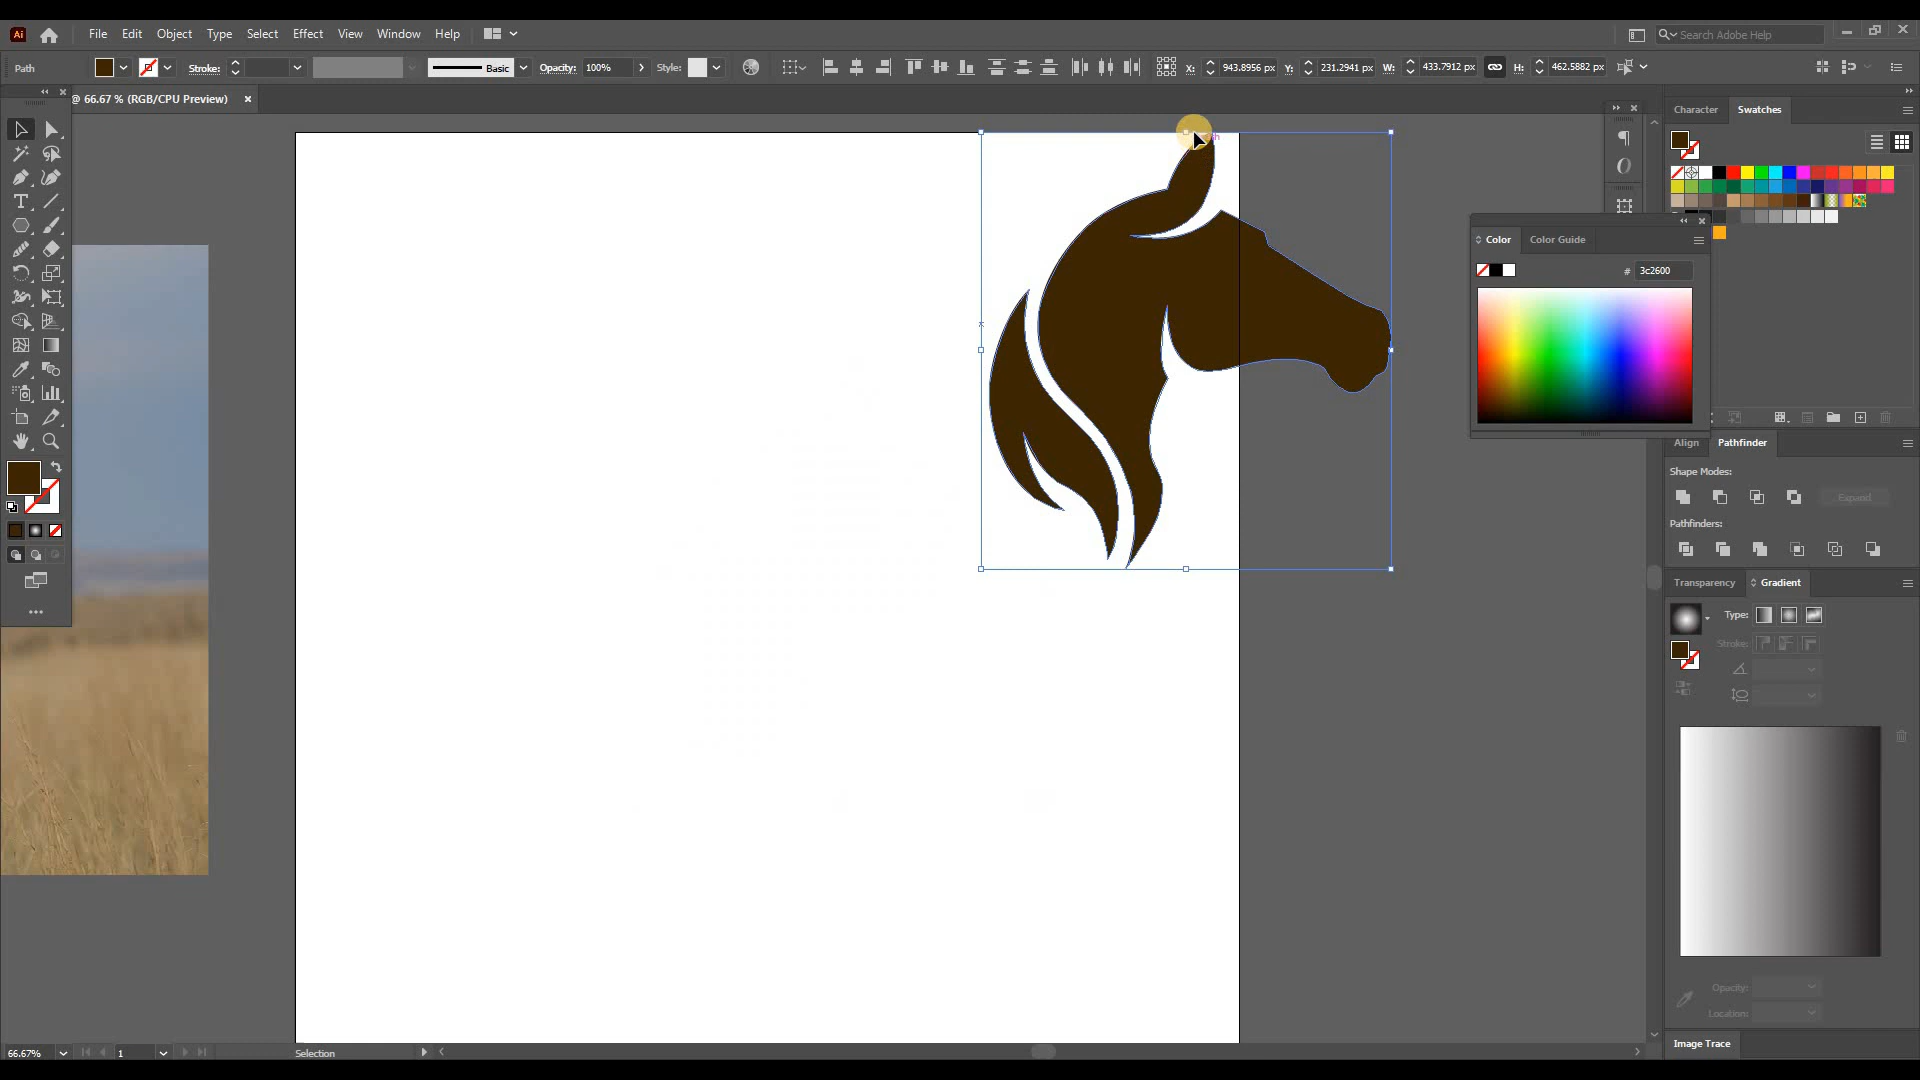 Ai File Edit Object Type Select Effect View Window Help Search Adobe Help
Path Stroke: Basic Opacity: 100% Style: X: 943.8956 px Y: 231.2941 px W: 433.7912 px H: 462.5882 px
@ 66.67 % (RGB/CPU Preview)
Character Swatches
Color Color Guide
# 3c2600
Align Pathfinder
Shape Modes:
Expand
Pathfinders:
Transparency Gradient
Type:
Stroke:
Opacity:
Location:
Image Trace
66.67% 1 Selection